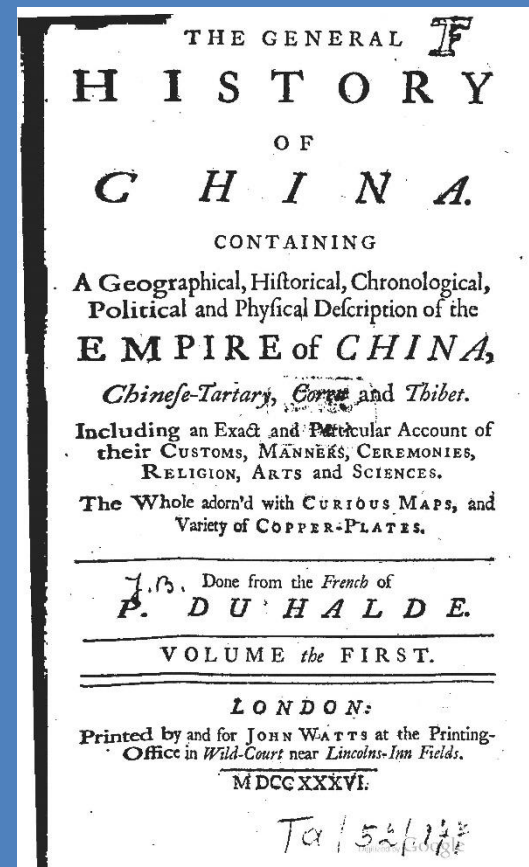 THE GENERAL F
HISTORY
OF
CHINA.
CONTAINING
A Geographical, Hiſtorical, Chronological,
Political and Phyſical Deſcription of the
EMPIRE of CHINA,
Chineſe-Tartary, Corea and Thibet.
Including an Exact and Particular Account of
their CUSTOMS, MANNERS, CEREMONIES,
RELIGION, ARTS and SCIENCES.
The Whole adorn'd with CURIOUS MAPS, and
Variety of COPPER-PLATES.
J.B. Done from the French of
P. DU HALDE.
VOLUME the FIRST.
LONDON:
Printed by and for JOHN WATTS at the Printing-
Office in Wild-Court near Lincolns-Inn Fields.
MDCCXXXVI.
Google